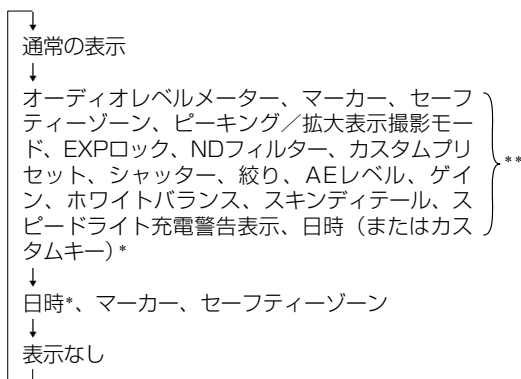 通常の表示
オーディオレベルメーター、マーカー、セーフ
ティーゾーン、ピーキング／拡大表示撮影モー
ド、EXPロック、NDフィルター、カスタムプリ
セット、シャッター、絞り、AEレベル、ゲイ
ン、ホワイトバランス、スキンディテール、ス
ピードライト充電警告表示、日時（またはカス
タムキー）*
**
日時*、マーカー、セーフティーゾーン
表示なし